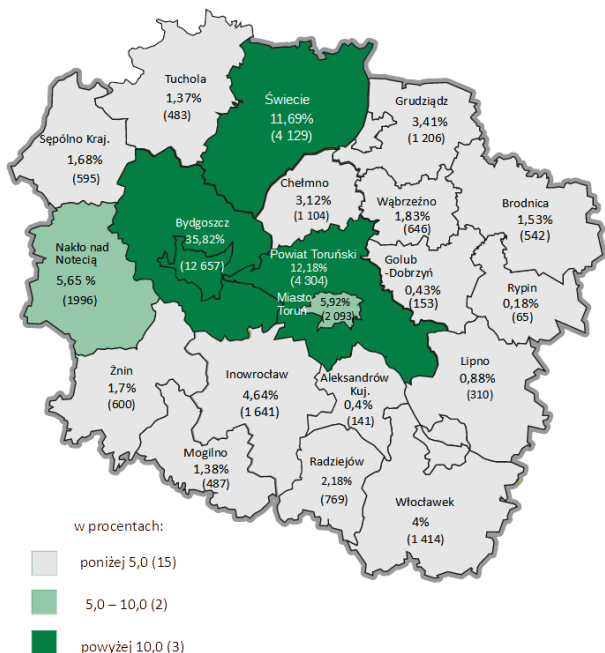 Tuchola
1,37%
(483)
Świecie
11,69%
(4 129)
Grudziądz
3,41%
(1 206)
Sępólno Kraj.
1,68%
(595)
Chełmno
3,12%
(1 104)
Wąbrzeźno
1,83%
(646)
Brodnica
1,53%
(542)
Bydgoszcz
35,82%
(12 657)
Nakło nad
Notecią
5,65 %
(1996)
Powiat Toruński
12,18%
(4 304)
Golub
-Dobrzyń
0,43%
(153)
Rypin
0,18%
(65)
Miasto
Toruń
5,92%
(2 093)
Żnin
1,7%
(600)
Inowrocław
4,64%
(1 641)
Aleksandrów
Kuj.
0,4%
(141)
Lipno
0,88%
(310)
Mogilno
1,38%
(487)
Radziejów
2,18%
(769)
Włocławek
4%
(1 414)
w procentach:
poniżej 5,0 (15)
5,0 – 10,0 (2)
powyżej 10,0 (3)